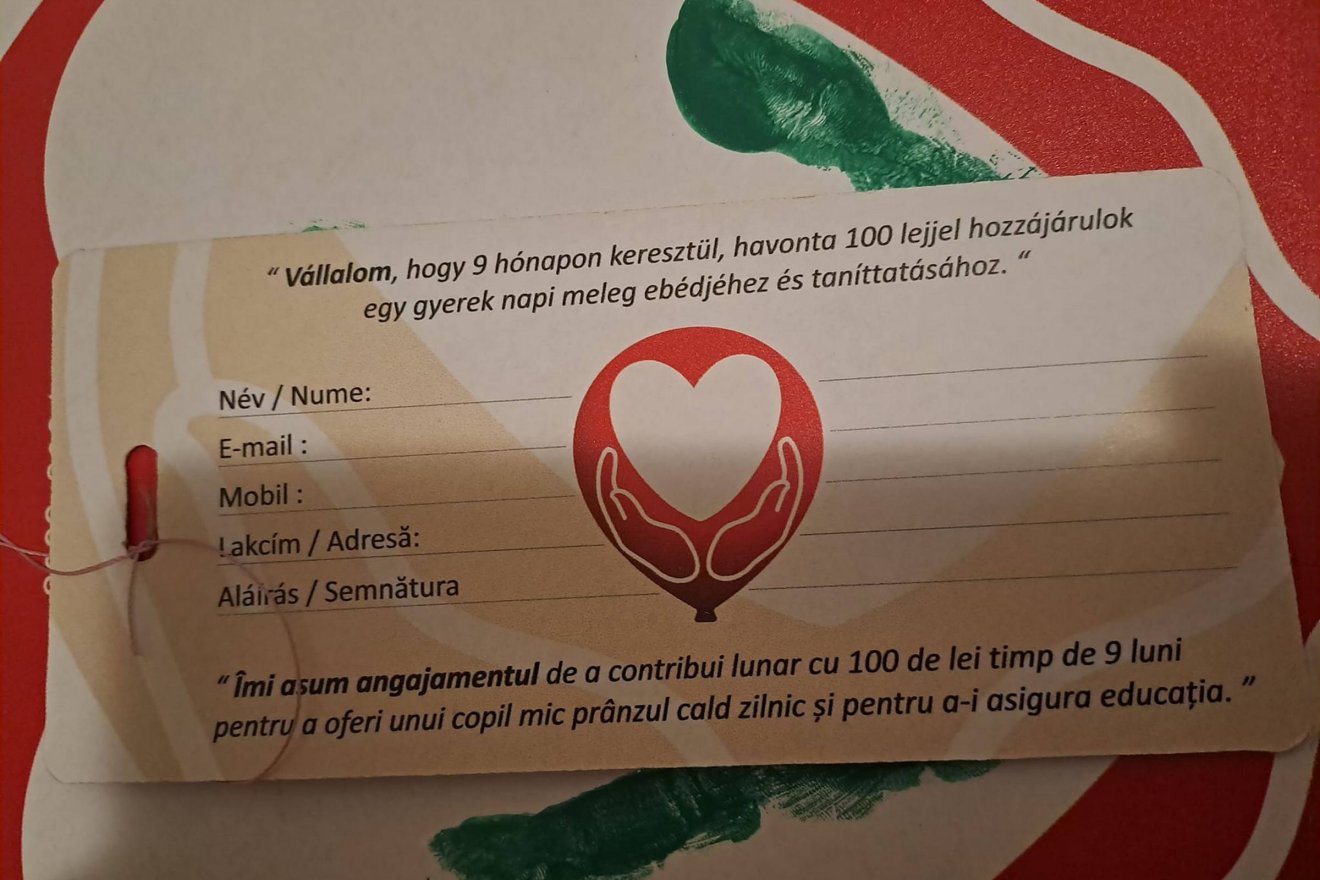 “ Vállalom, hogy 9 hónapon keresztül, havonta 100 lejjel hozzájárulok
egy gyerek napi meleg ebédjéhez és taníttatásához. “
Név / Nume:
E-mail :
Mobil :
Lakcím / Adresă:
Aláírás / Semnătura
“ Îmi asum angajamentul de a contribui lunar cu 100 de lei timp de 9 luni
pentru a oferi unui copil mic prânzul cald zilnic și pentru a-i asigura educația. ”